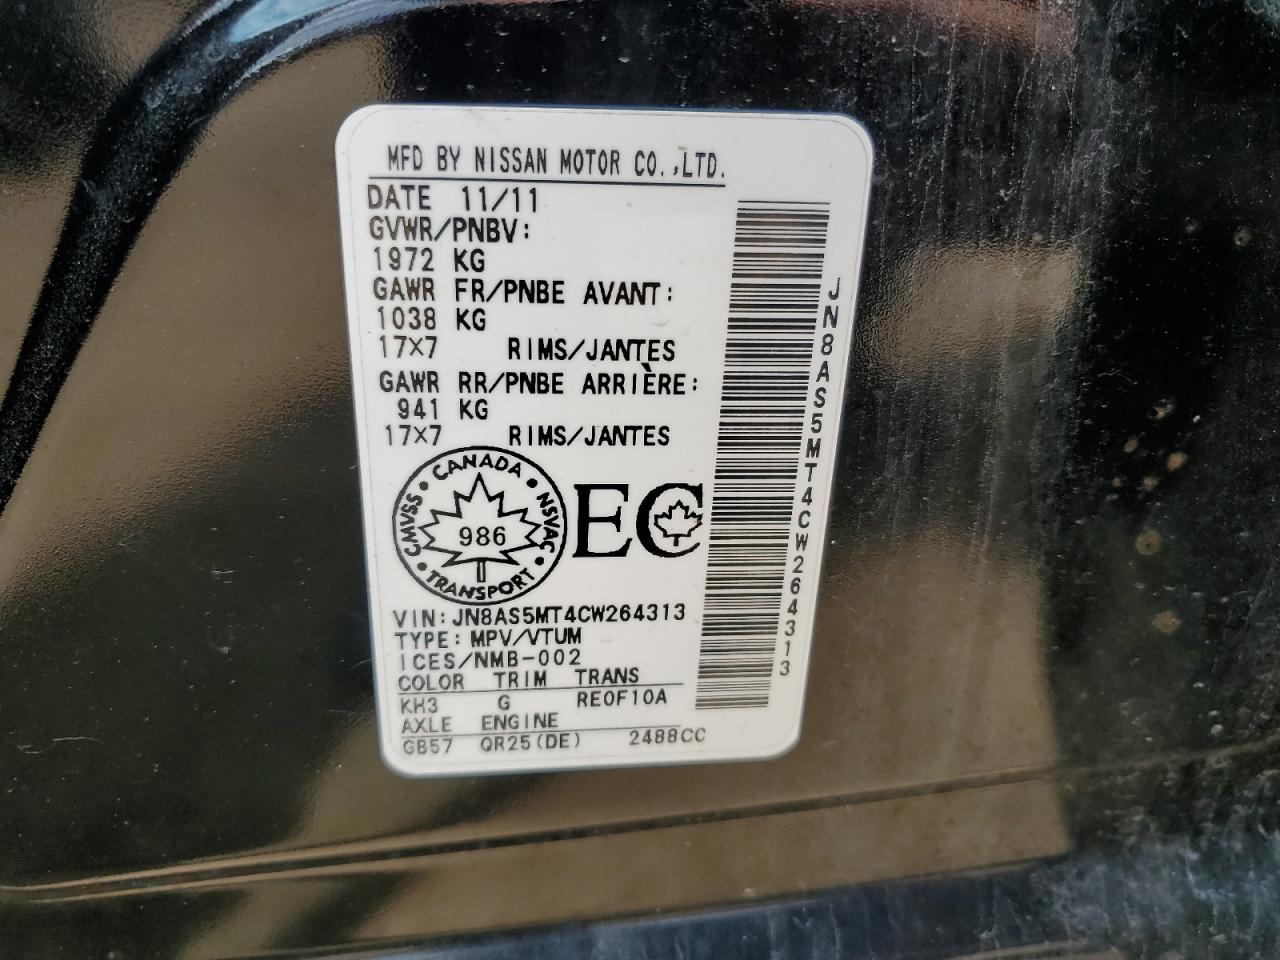 MFD BY NISSAN MOTOR CO.,LTD.
DATE 11/11
GVWR/PNBV:
1972 KG
GAWR FR/PNBE AVANT:
1038 KG
17×7 RIMS/JANTES
GAWR RR/PNBE ARRIÈRE:
941 KG
17×7 RIMS/JANTES
CMVSS • CANADA • NSVAC • TRANSPORT •
986
EC
VIN:JN8AS5MT4CW264313
TYPE:MPV/VTUM
ICES/NMB-002
COLOR TRIM TRANS
KH3 G RE0F10A
AXLE ENGINE
GB57 QR25(DE) 2488CC
JN8AS5MT4CW264313